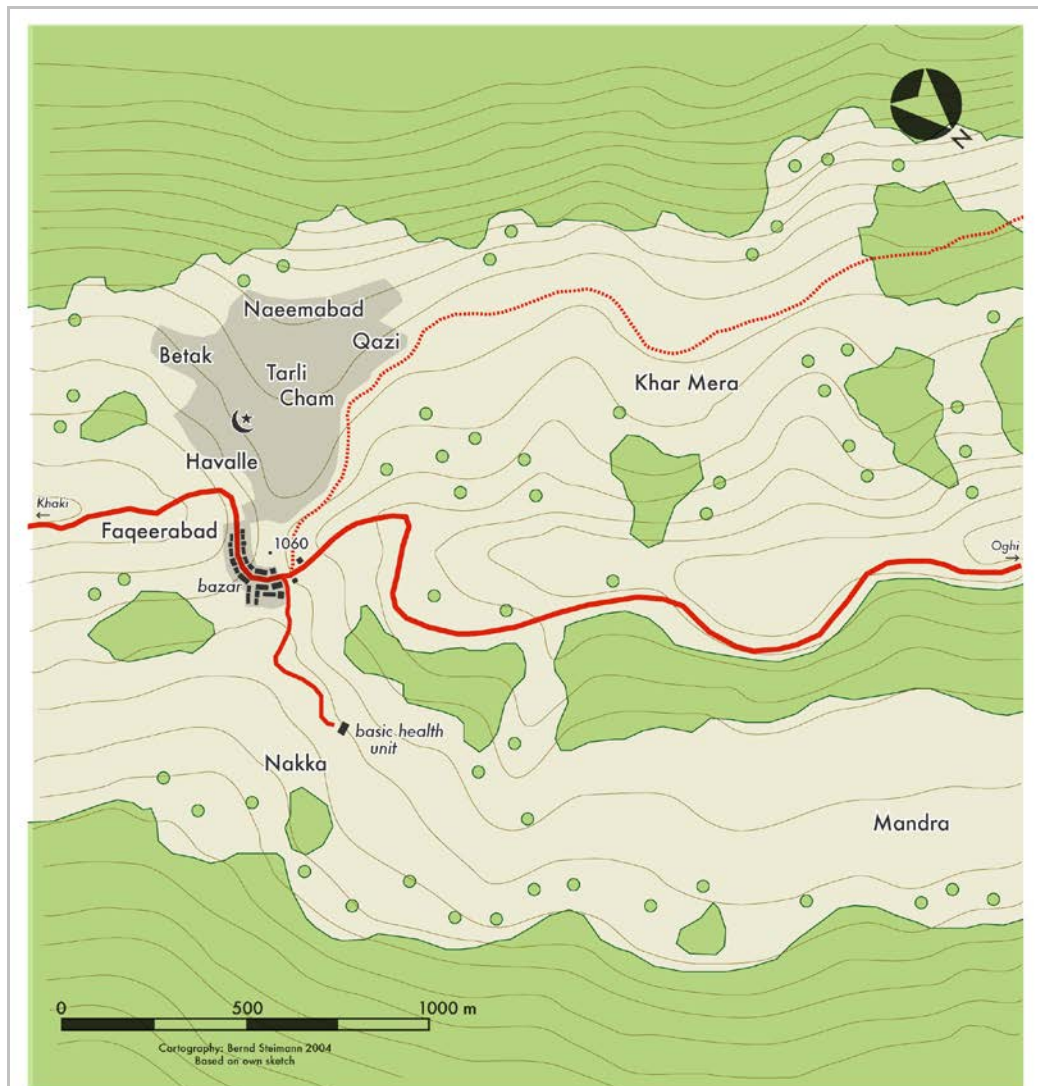 N
Naeemabad
Qazi
Betak
Tarli
Cham
Khar Mera
Havalle
Khaki
Faqeerabad
1060
Oghi
bazar
basic health
unit
Nakka
Mandra
0 500 1000 m
Cartography: Bernd Steimann 2004
Based on own sketch